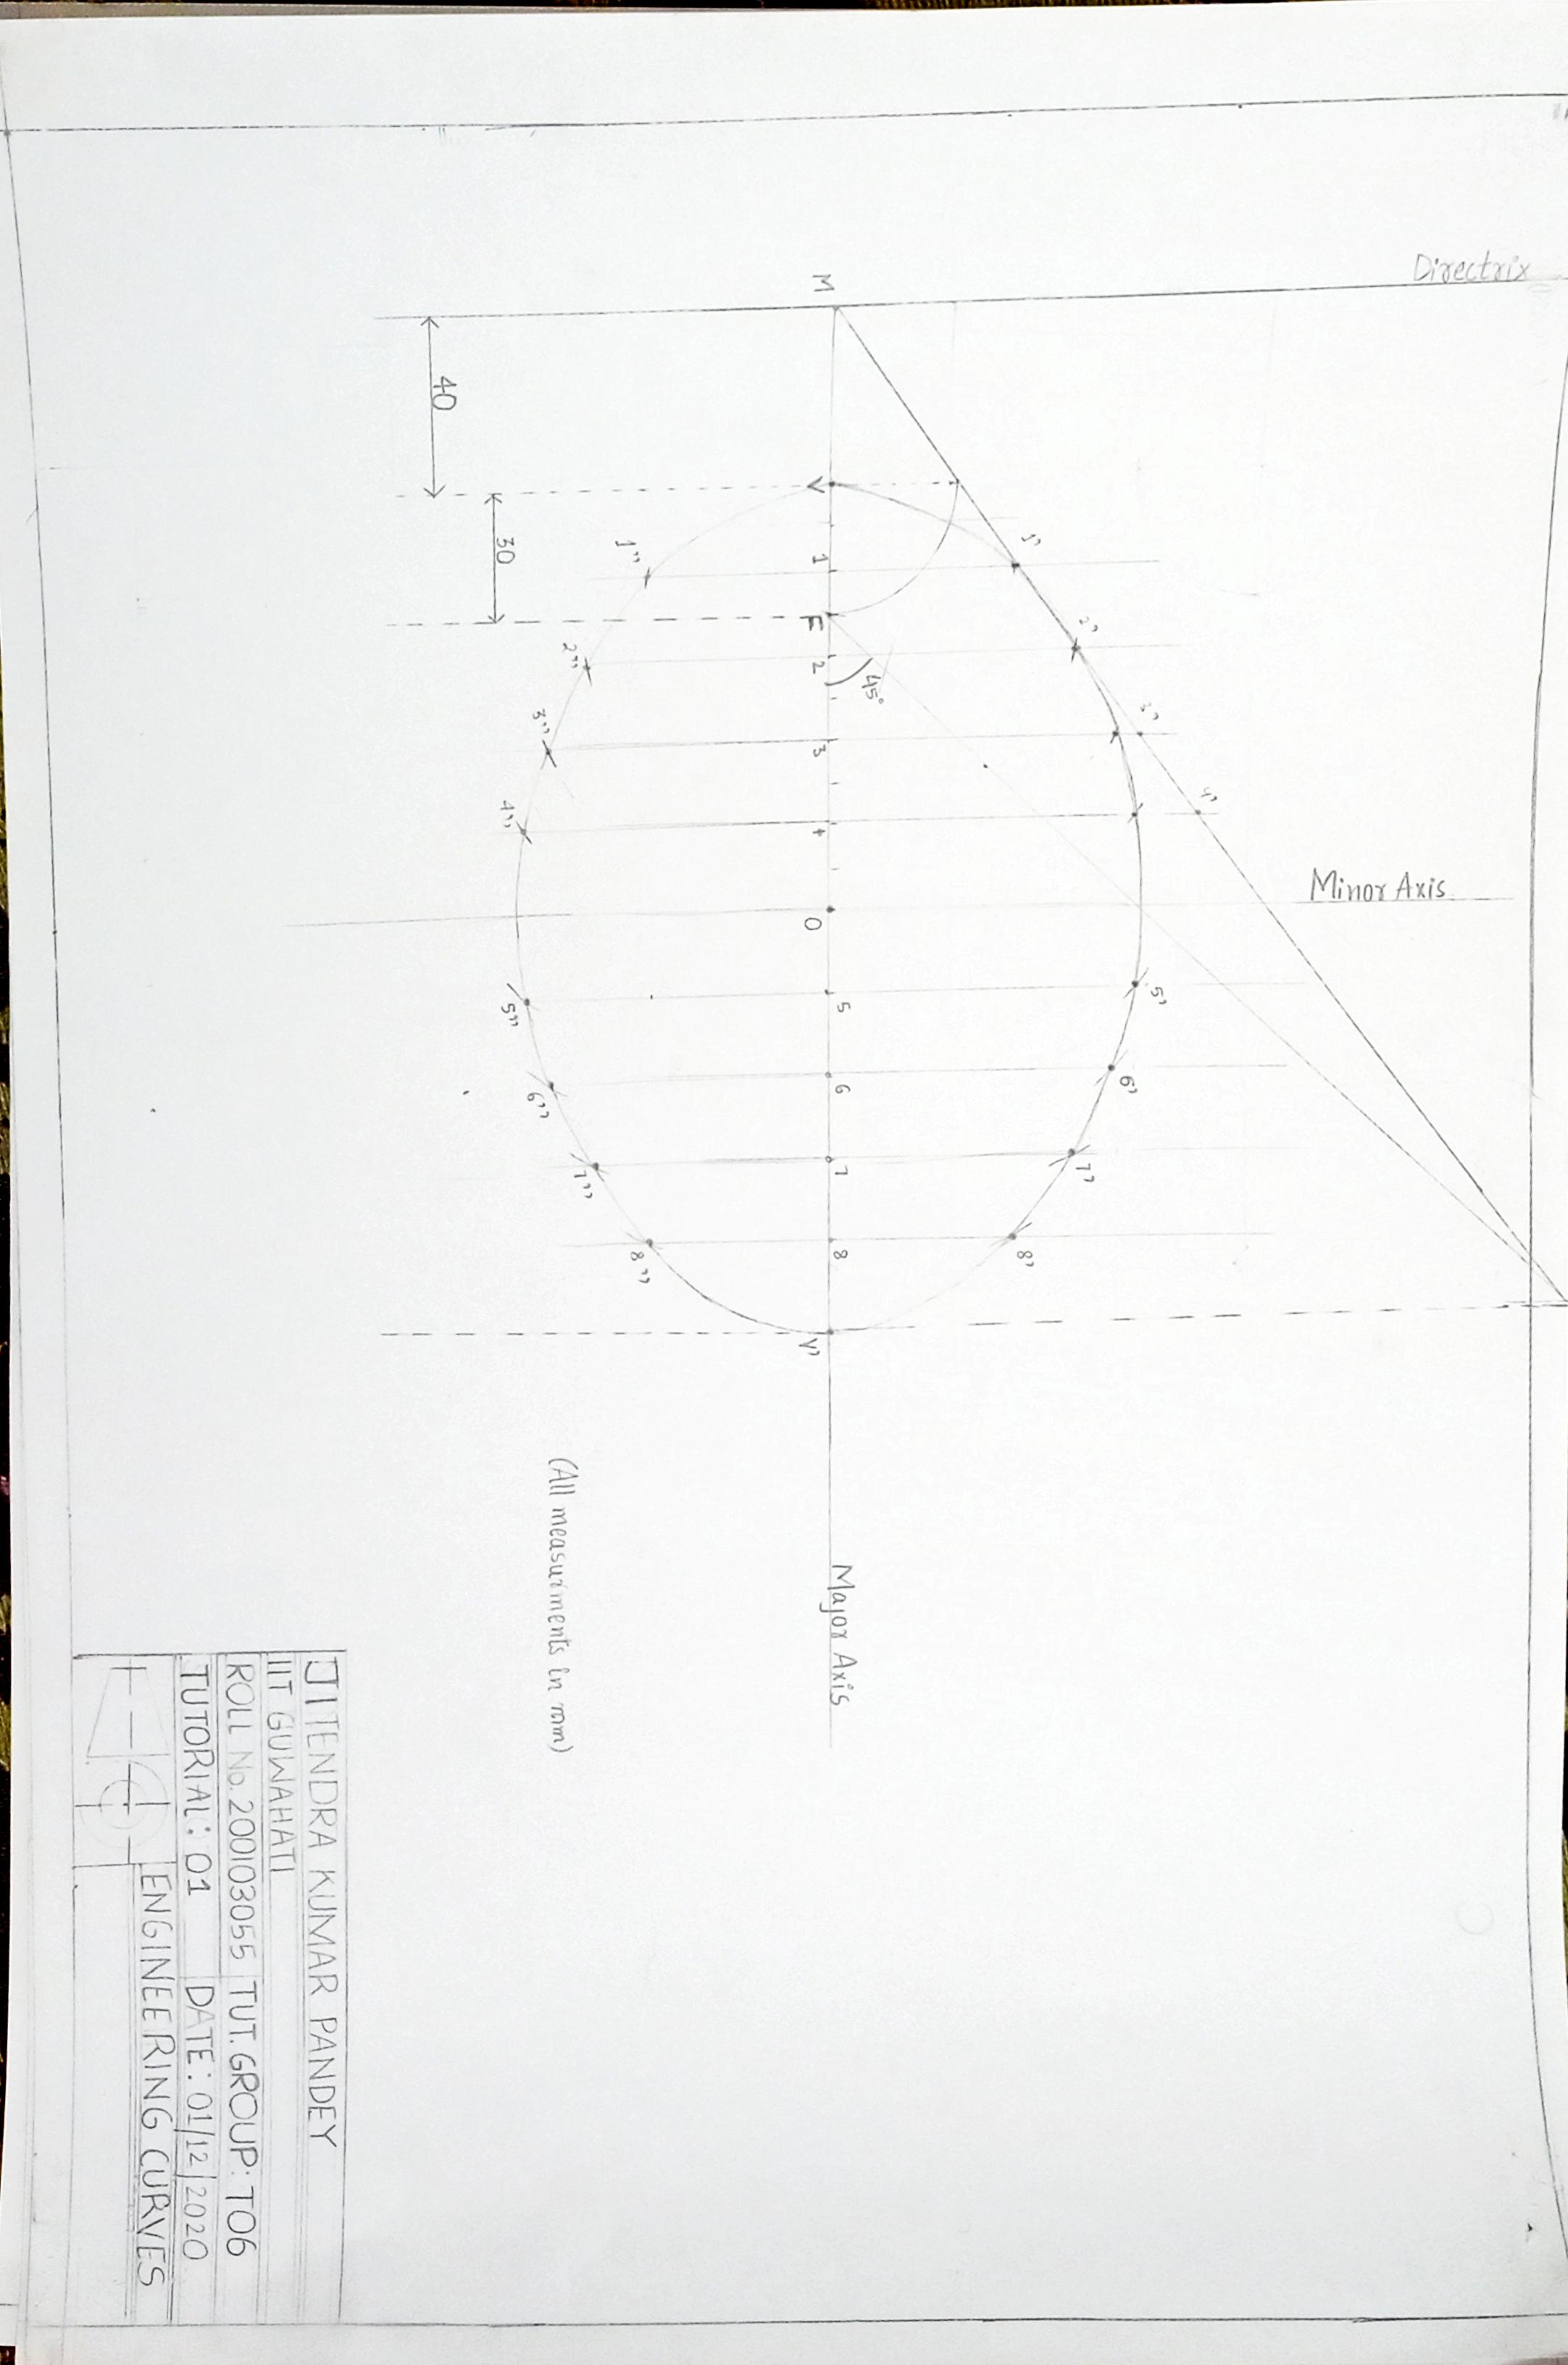 Directrix
M
40
V
30
1
1'
1"
F
2
2'
2"
45°
3
3'
3"
4
4'
4"
Minor Axis
O
5
5'
5"
6
6'
6"
7
7'
7"
8
8'
8"
V'
Major Axis
(All measuriments in mm)
JITENDRA KUMAR PANDEY
IIT GUWAHATI
ROLL No. 200103055 TUT. GROUP: T06
TUTORIAL: 01 DATE: 01/12/2020
ENGINEERING CURVES